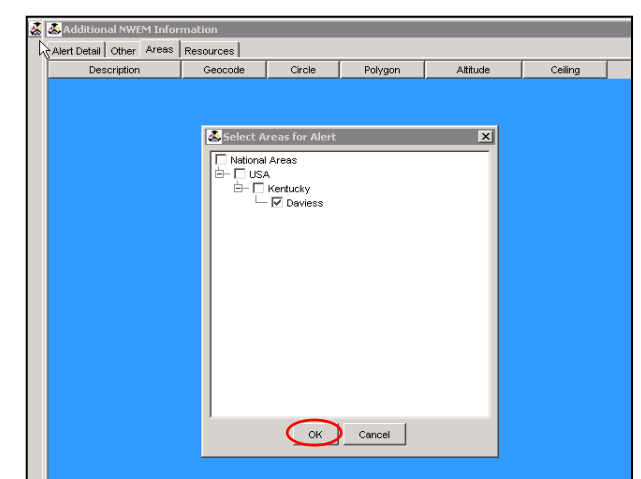 Additional NWEM Information
Alert Detail Other Areas Resources
Description Geocode Circle Polygon Altitude Ceiling
Select Areas for Alert
National Areas
USA
Kentucky
Daviess
OK Cancel